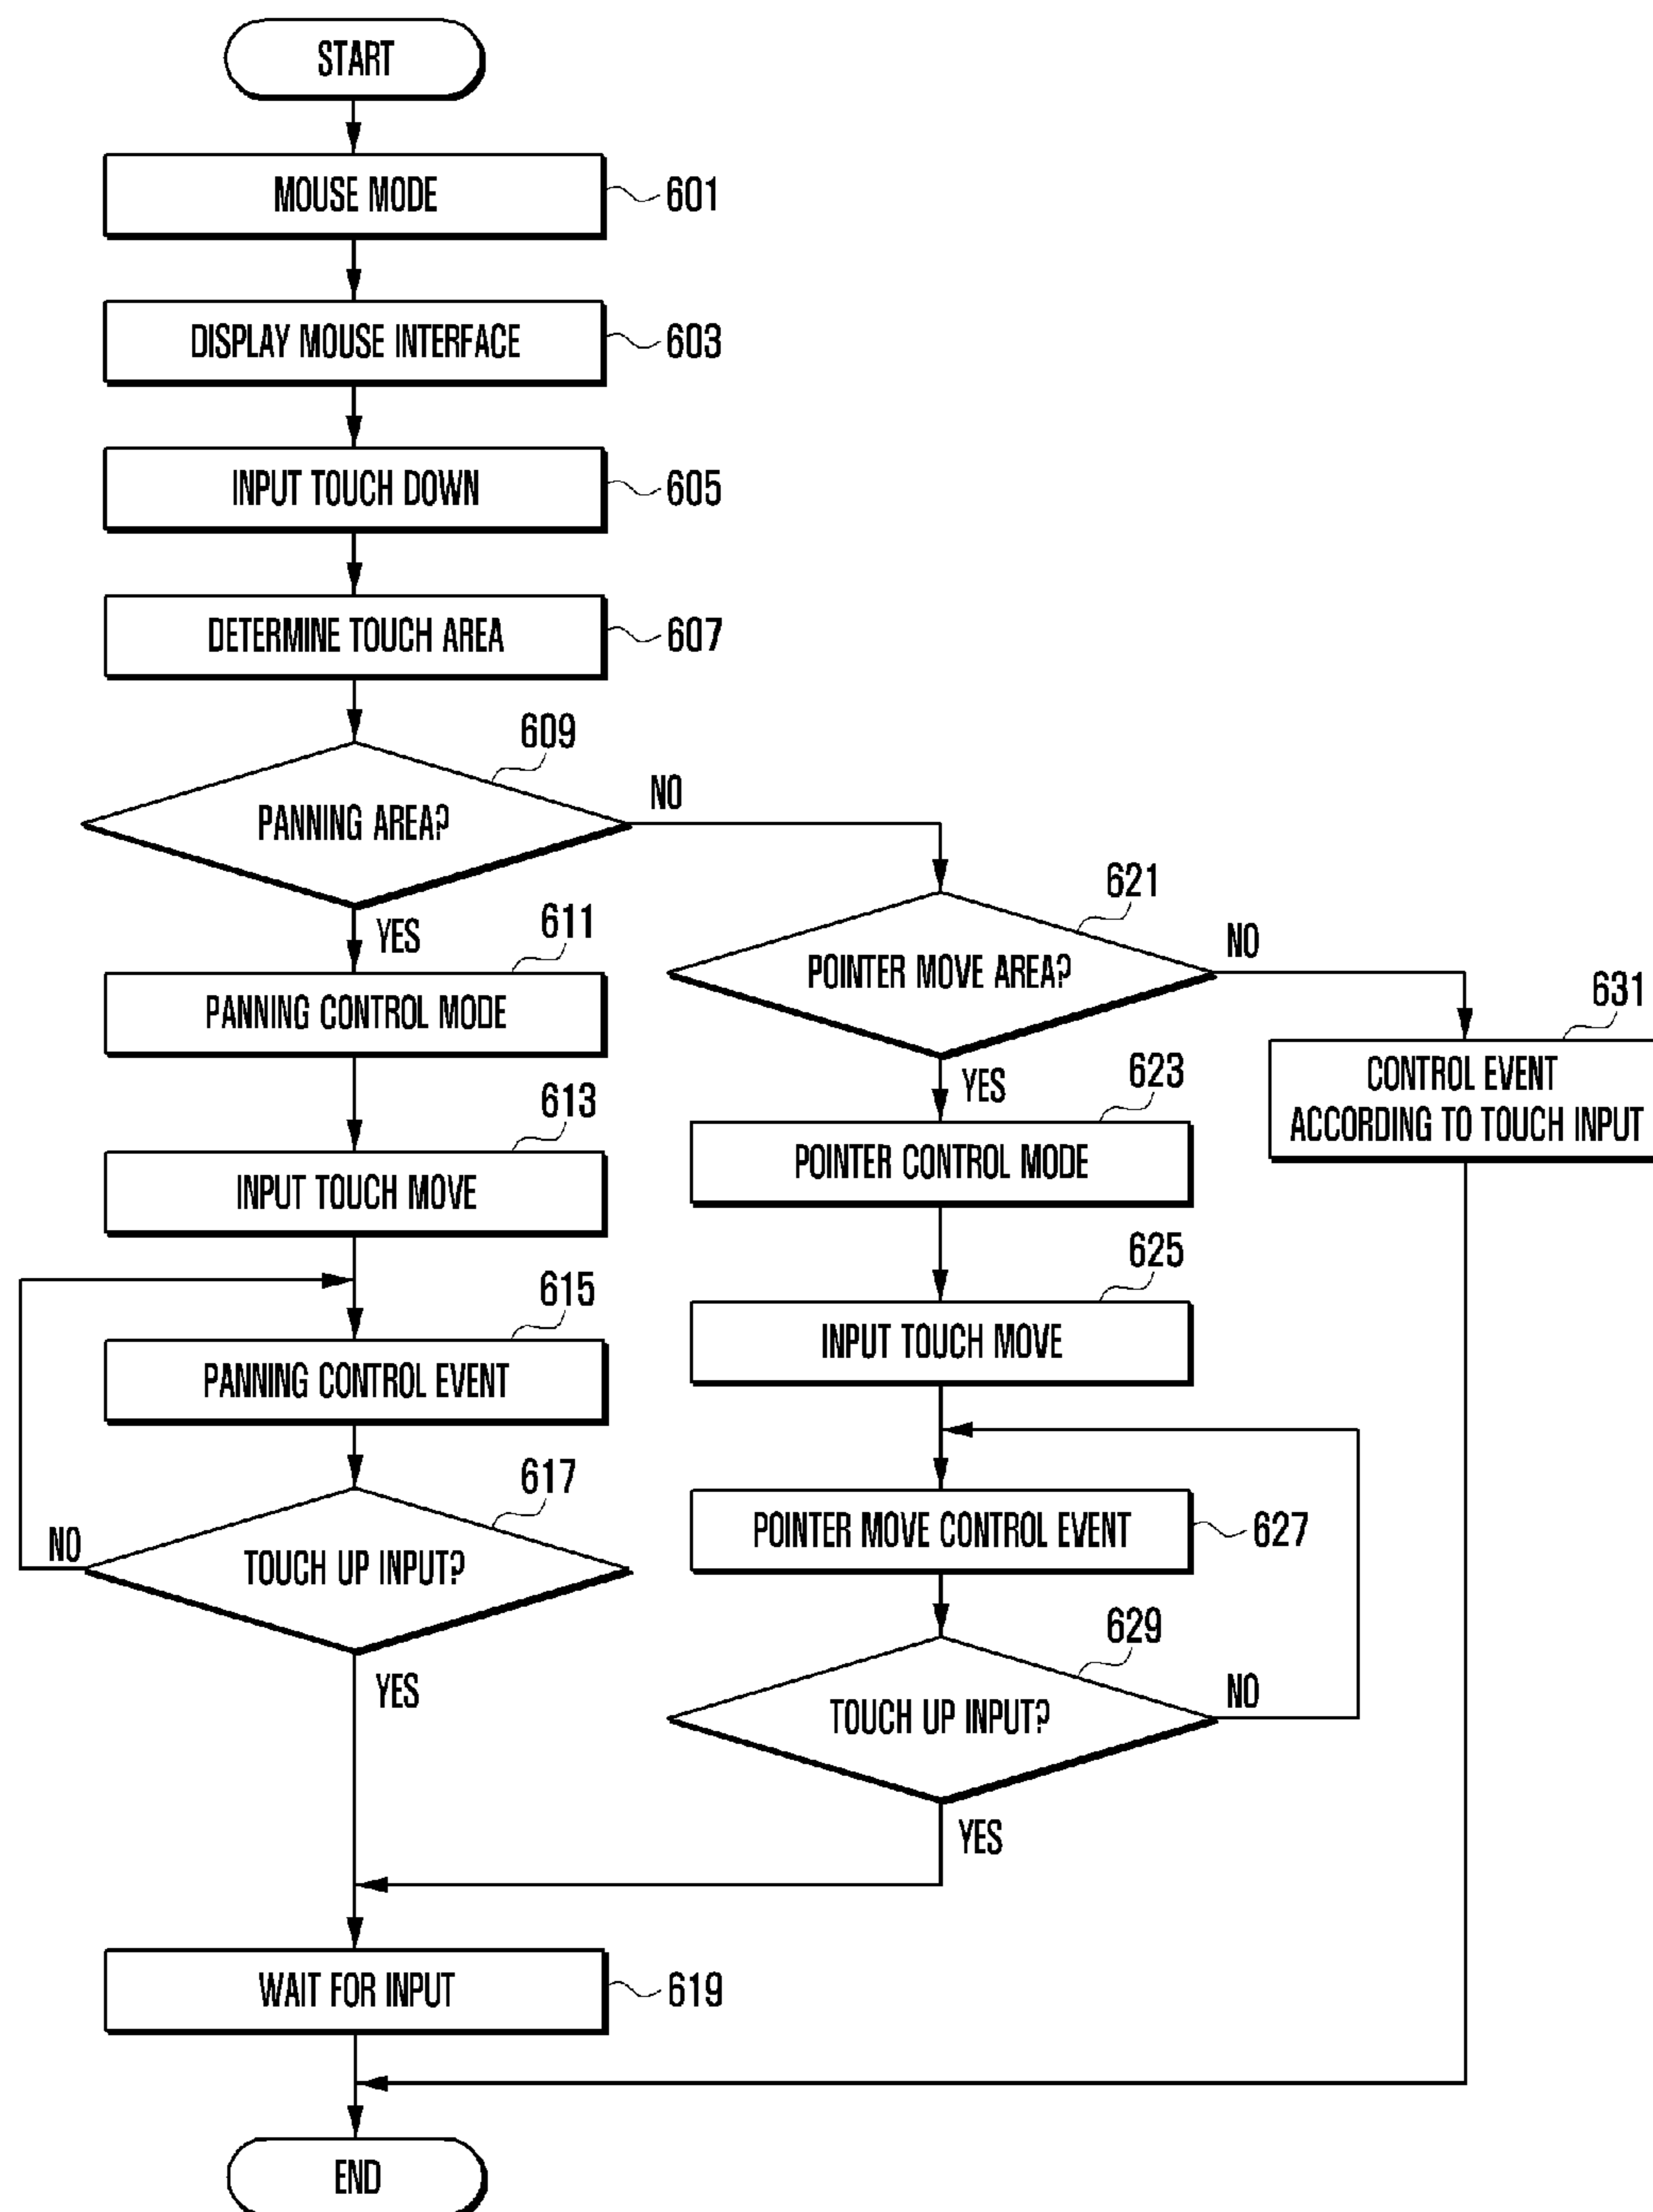 START
MOUSE MODE
601
DISPLAY MOUSE INTERFACE
603
INPUT TOUCH DOWN
605
DETERMINE TOUCH AREA
607
609
PANNING AREA?
NO
YES
611
PANNING CONTROL MODE
613
INPUT TOUCH MOVE
615
PANNING CONTROL EVENT
617
TOUCH UP INPUT?
NO
YES
621
POINTER MOVE AREA?
NO
YES
623
POINTER CONTROL MODE
625
INPUT TOUCH MOVE
POINTER MOVE CONTROL EVENT
627
629
TOUCH UP INPUT?
NO
YES
631
CONTROL EVENT
ACCORDING TO TOUCH INPUT
WAIT FOR INPUT
619
END